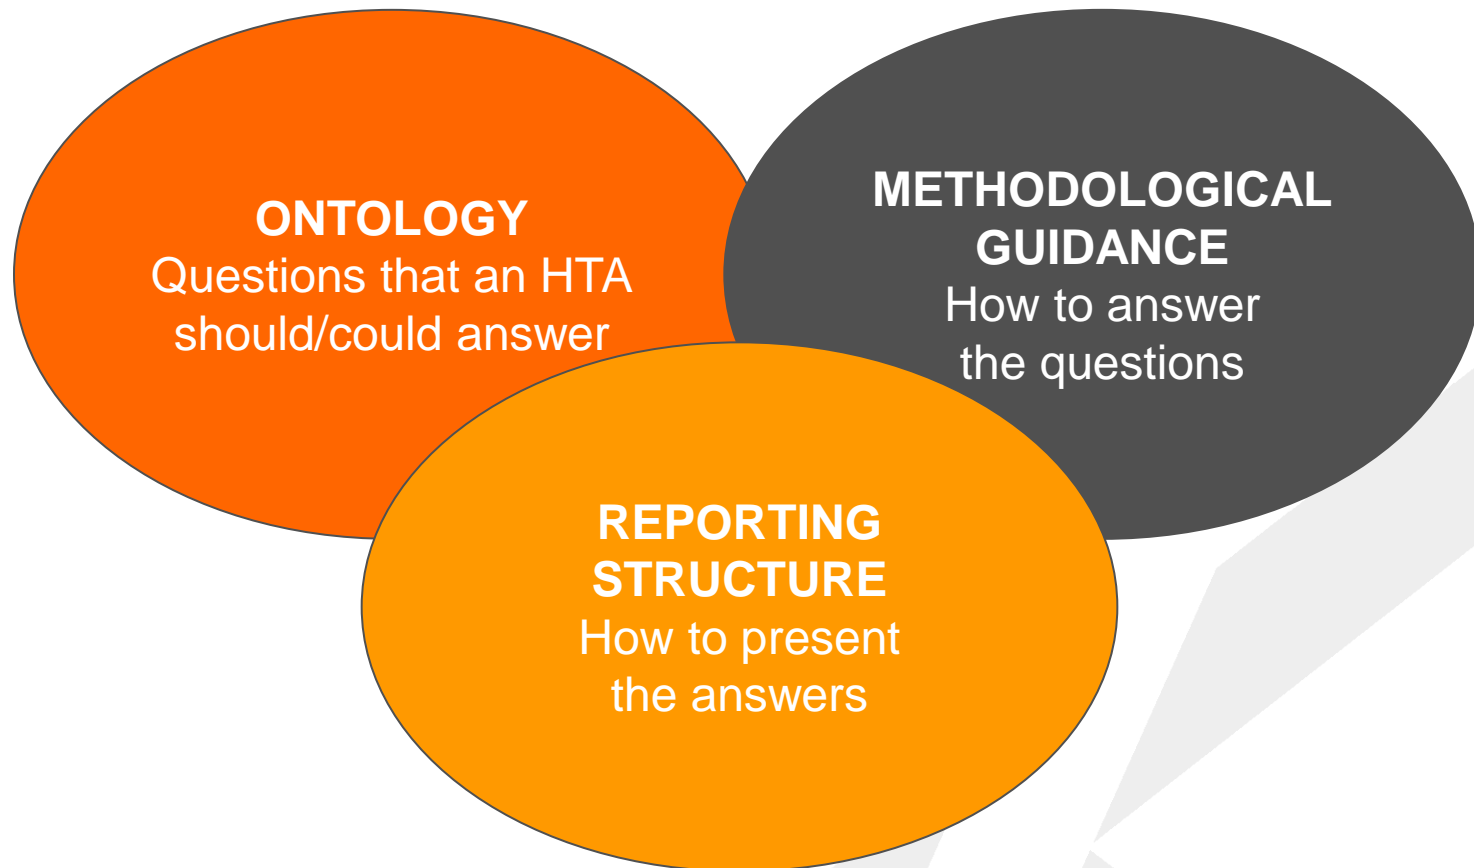 ONTOLOGY
Questions that an HTA
should/could answer
METHODOLOGICAL
GUIDANCE
How to answer
the questions
REPORTING
STRUCTURE
How to present
the answers